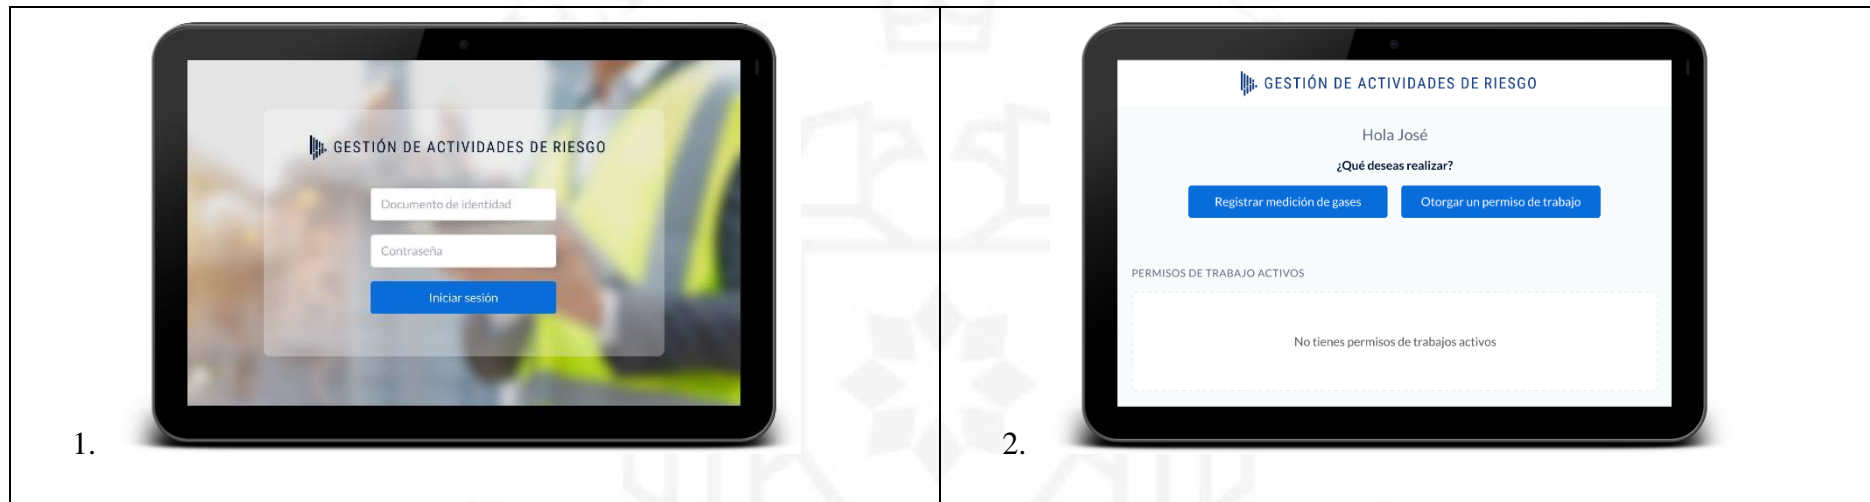 GESTIÓN DE ACTIVIDADES DE RIESGO
Documento de identidad
Contraseña
Iniciar sesión
1.
GESTIÓN DE ACTIVIDADES DE RIESGO
Hola José
¿Qué deseas realizar?
Registrar medición de gases
Otorgar un permiso de trabajo
PERMISOS DE TRABAJO ACTIVOS
No tienes permisos de trabajos activos
2.